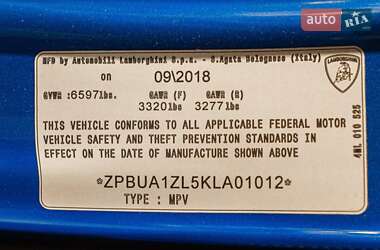 auto RIA
MFD by Automobili Lamborghini S.p.a. - S.Agata Bolognese (Italy)
on 09\2018
GVWR :6597lbs. GAWR (F) GAWR (R)
3320lbs 3277lbs
THIS VEHICLE CONFORMS TO ALL APPLICABLE FEDERAL MOTOR
VEHICLE SAFETY AND THEFT PREVENTION STANDARDS IN
EFFECT ON THE DATE OF MANUFACTURE SHOWN ABOVE
*ZPBUA1ZL5KLA01012*
TYPE : MPV
LAMBORGHINI
4ML 010 525